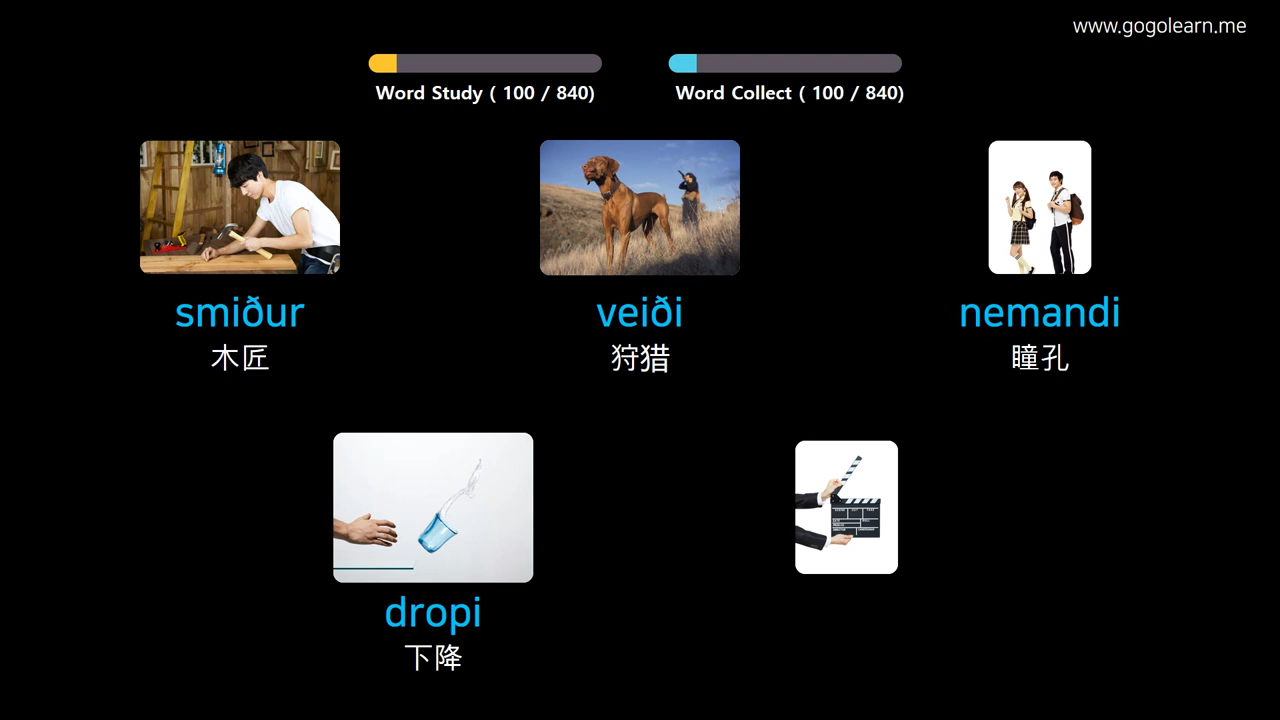 www.gogolearn.me
Word Study ( 100 / 840)
Word Collect ( 100 / 840)
smiður
veiði
nemandi
木匠
狩猎
瞳孔
dropi
下降